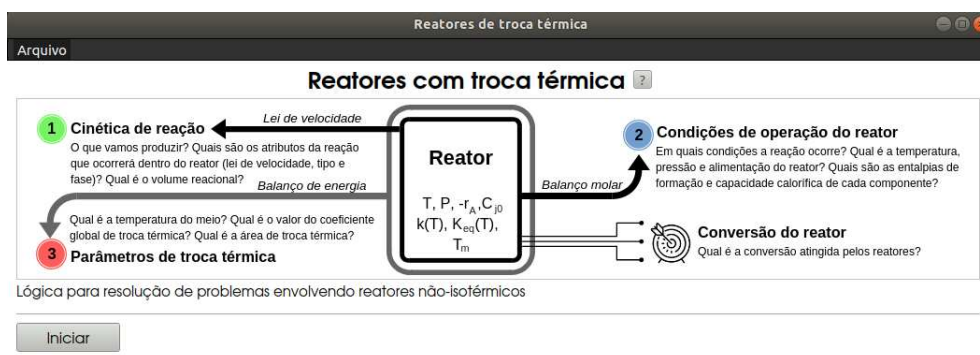 Reatores de troca térmica
Arquivo
Reatores com troca térmica ?
1 Cinética de reação
O que vamos produzir? Quais são os atributos da reação
que ocorrerá dentro do reator (lei de velocidade, tipo e
fase)? Qual é o volume reacional?
Lei de velocidade
Balanço de energia
Qual é a temperatura do meio? Qual é o valor do coeficiente
global de troca térmica? Qual é a área de troca térmica?
3 Parâmetros de troca térmica
Reator
T, P, -rA,Cj0
k(T), Keq(T),
Tm
Balanço molar
2 Condições de operação do reator
Em quais condições a reação ocorre? Qual é a temperatura,
pressão e alimentação do reator? Quais são as entalpias de
formação e capacidade calorífica de cada componente?
Conversão do reator
Qual é a conversão atingida pelos reatores?
Lógica para resolução de problemas envolvendo reatores não-isotérmicos
Iniciar